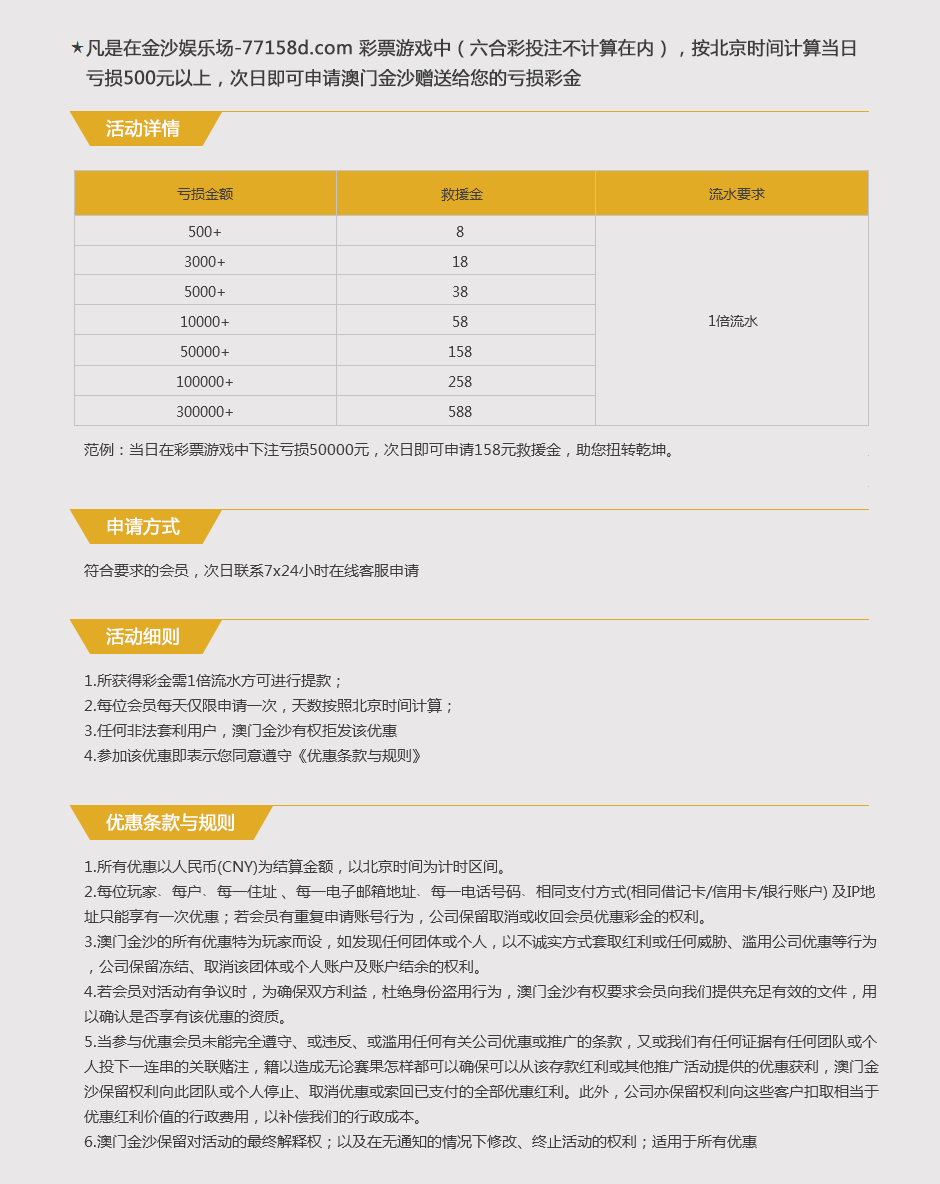 ★凡是在金沙娱乐场-77158d.com 彩票游戏中（六合彩投注不计算在内），按北京时间计算当日
亏损500元以上，次日即可申请澳门金沙赠送给您的亏损彩金
活动详情
亏损金额 救援金 流水要求
500+ 8
3000+ 18
5000+ 38
10000+ 58 1倍流水
50000+ 158
100000+ 258
300000+ 588
范例：当日在彩票游戏中下注亏损50000元，次日即可申请158元救援金，助您扭转乾坤。
申请方式
符合要求的会员，次日联系7x24小时在线客服申请
活动细则
1.所获得彩金需1倍流水方可进行提款；
2.每位会员每天仅限申请一次，天数按照北京时间计算；
3.任何非法套利用户，澳门金沙有权拒发该优惠
4.参加该优惠即表示您同意遵守《优惠条款与规则》
优惠条款与规则
1.所有优惠以人民币(CNY)为结算金额，以北京时间为计时区间。
2.每位玩家、每户、每一住址 、每一电子邮箱地址、每一电话号码、相同支付方式(相同借记卡/信用卡/银行账户) 及IP地
址只能享有一次优惠；若会员有重复申请账号行为，公司保留取消或收回会员优惠彩金的权利。
3.澳门金沙的所有优惠特为玩家而设，如发现任何团体或个人，以不诚实方式套取红利或任何威胁、滥用公司优惠等行为
，公司保留冻结、取消该团体或个人账户及账户结余的权利。
4.若会员对活动有争议时，为确保双方利益，杜绝身份盗用行为，澳门金沙有权要求会员向我们提供充足有效的文件，用
以确认是否享有该优惠的资质。
5.当参与优惠会员未能完全遵守、或违反、或滥用任何有关公司优惠或推广的条款，又或我们有任何证据有任何团队或个
人投下一连串的关联赌注，籍以造成无论赛果怎样都可以确保可以从该存款红利或其他推广活动提供的优惠获利，澳门金
沙保留权利向此团队或个人停止、取消优惠或索回已支付的全部优惠红利。此外，公司亦保留权利向这些客户扣取相当于
优惠红利价值的行政费用，以补偿我们的行政成本。
6.澳门金沙保留对活动的最终解释权；以及在无通知的情况下修改、终止活动的权利；适用于所有优惠